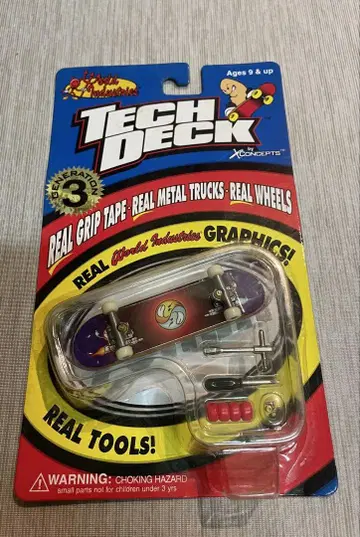 World Industries
Ages 9 & up
TECH
DECK
by
XCONCEPTS™
GENERATION
3
REAL GRIP TAPE · REAL METAL TRUCKS · REAL WHEELS
REAL World Industries GRAPHICS!
REAL TOOLS!
⚠WARNING: CHOKING HAZARD
small parts not for children under 3 yrs